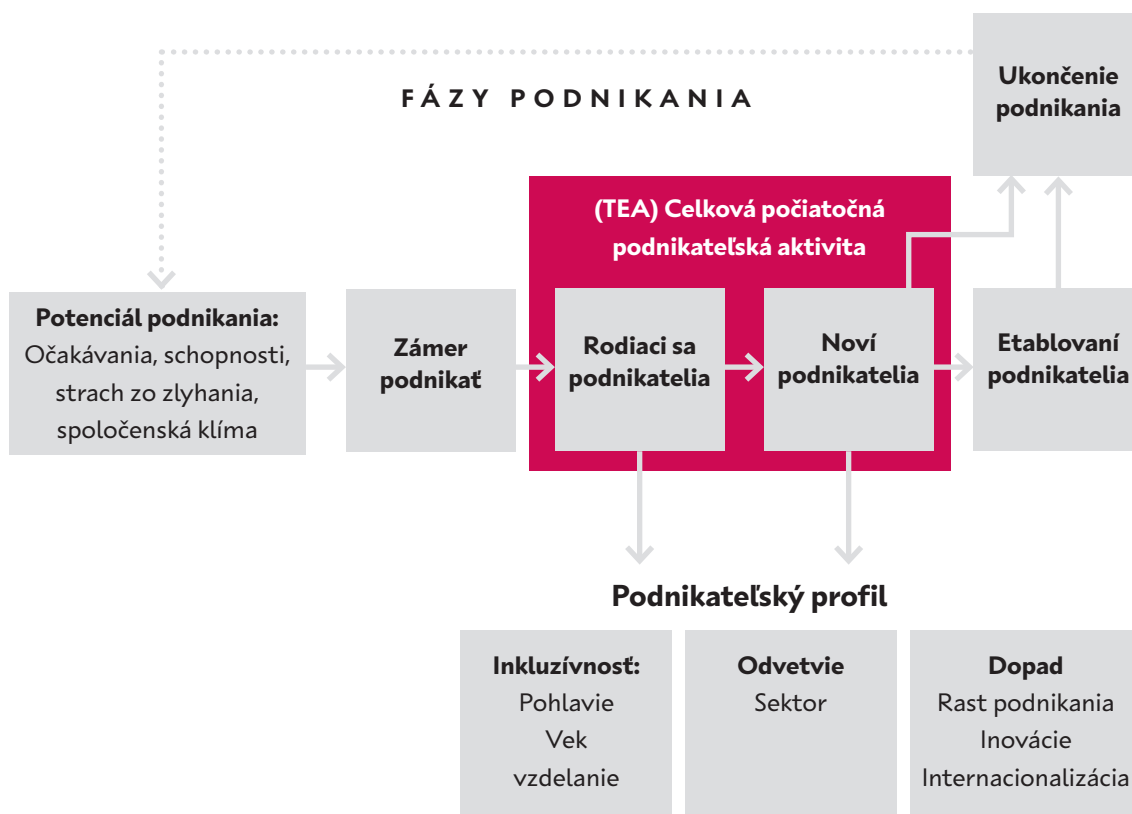 FÁZY PODNIKANIA
Ukončenie
podnikania
(TEA) Celková počiatočná
podnikateľská aktivita
Potenciál podnikania:
Očakávania, schopnosti,
strach zo zlyhania,
spoločenská klíma
Zámer
podnikať
Rodiaci sa
podnikatelia
Noví
podnikatelia
Etablovaní
podnikatelia
Podnikateľský profil
Inkluzívnosť:
Pohlavie
Vek
vzdelanie
Odvetvie
Sektor
Dopad
Rast podnikania
Inovácie
Internacionalizácia